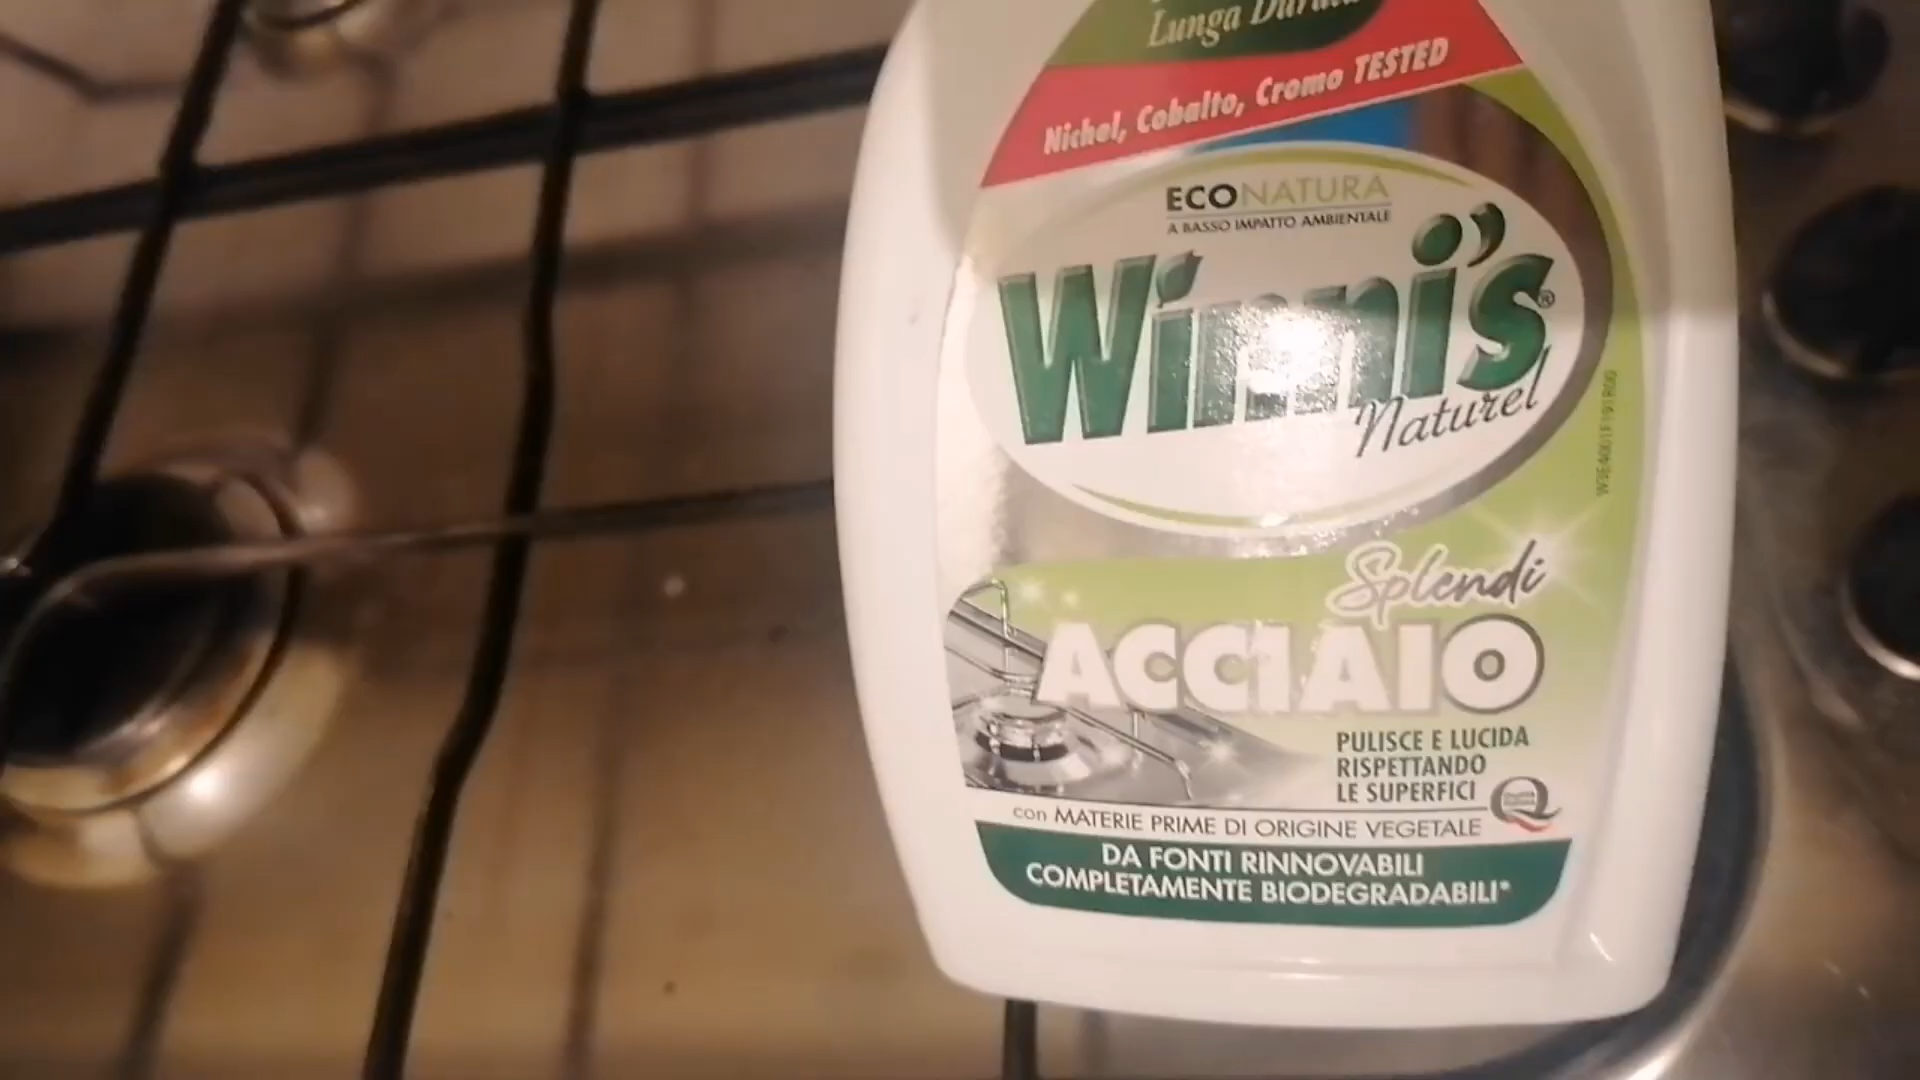 Lunga Durata
Nichel, Cobalto, Cromo TESTED
ECONATURA
A BASSO IMPATTO AMBIENTALE
Winni's®
Naturel
Splendi
ACCIAIO
PULISCE E LUCIDA
RISPETTANDO
LE SUPERFICI
con MATERIE PRIME DI ORIGINE VEGETALE
DA FONTI RINNOVABILI
COMPLETAMENTE BIODEGRADABILI*